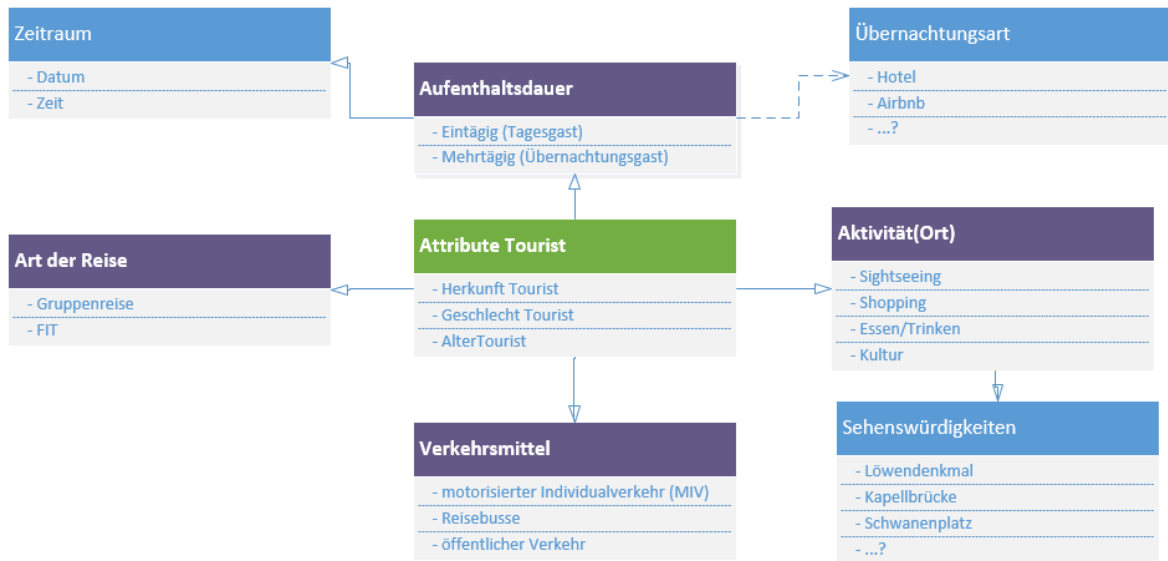 Zeitraum
- Datum
- Zeit
Aufenthaltsdauer
- Eintägig (Tagesgast)
- Mehrtägig (Übernachtungsgast)
Übernachtungsart
- Hotel
- Airbnb
- ...?
Art der Reise
- Gruppenreise
- FIT
Attribute Tourist
- Herkunft Tourist
- Geschlecht Tourist
- AlterTourist
Aktivität(Ort)
- Sightseeing
- Shopping
- Essen/Trinken
- Kultur
Verkehrsmittel
- motorisierter Individualverkehr (MIV)
- Reisebusse
- öffentlicher Verkehr
Sehenswürdigkeiten
- Löwendenkmal
- Kapellbrücke
- Schwanenplatz
- ...?